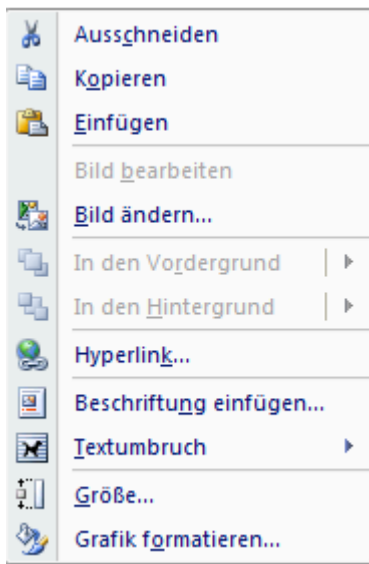 Ausschneiden
Kopieren
Einfügen
Bild bearbeiten
Bild ändern...
In den Vordergrund
In den Hintergrund
Hyperlink...
Beschriftung einfügen...
Textumbruch
Größe...
Grafik formatieren...